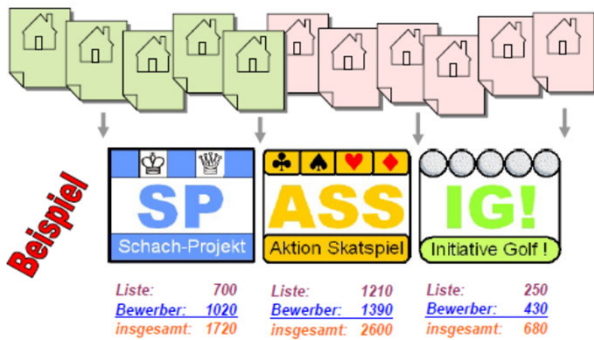 Beispiel
SP
Schach-Projekt
Liste: 700
Bewerber: 1020
insgesamt: 1720
ASS
Aktion Skatspiel
Liste: 1210
Bewerber: 1390
insgesamt: 2600
IG!
Initiative Golf !
Liste: 250
Bewerber: 430
insgesamt: 680